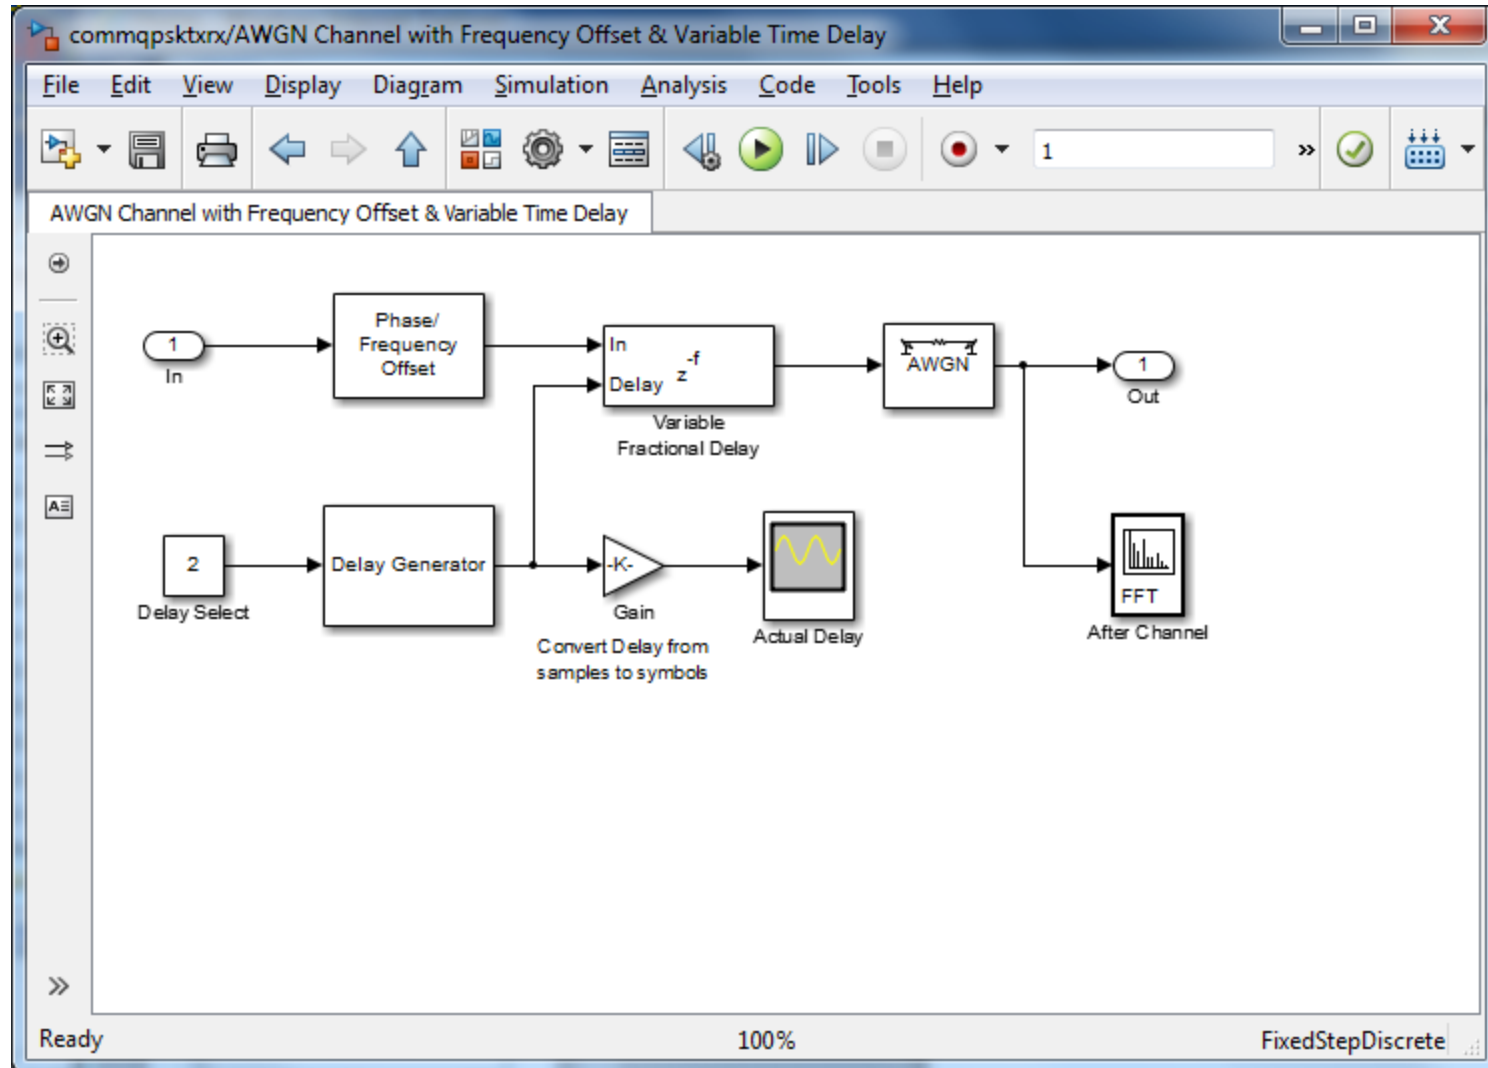 commqpsktxrx/AWGN Channel with Frequency Offset & Variable Time Delay
File Edit View Display Diagram Simulation Analysis Code Tools Help
1
AWGN Channel with Frequency Offset & Variable Time Delay
1
In
Phase/
Frequency
Offset
In
Delay
z
-f
Variable
Fractional Delay
AWGN
1
Out
2
Delay Select
Delay Generator
-K-
Gain
Convert Delay from
samples to symbols
Actual Delay
FFT
After Channel
Ready 100% FixedStepDiscrete